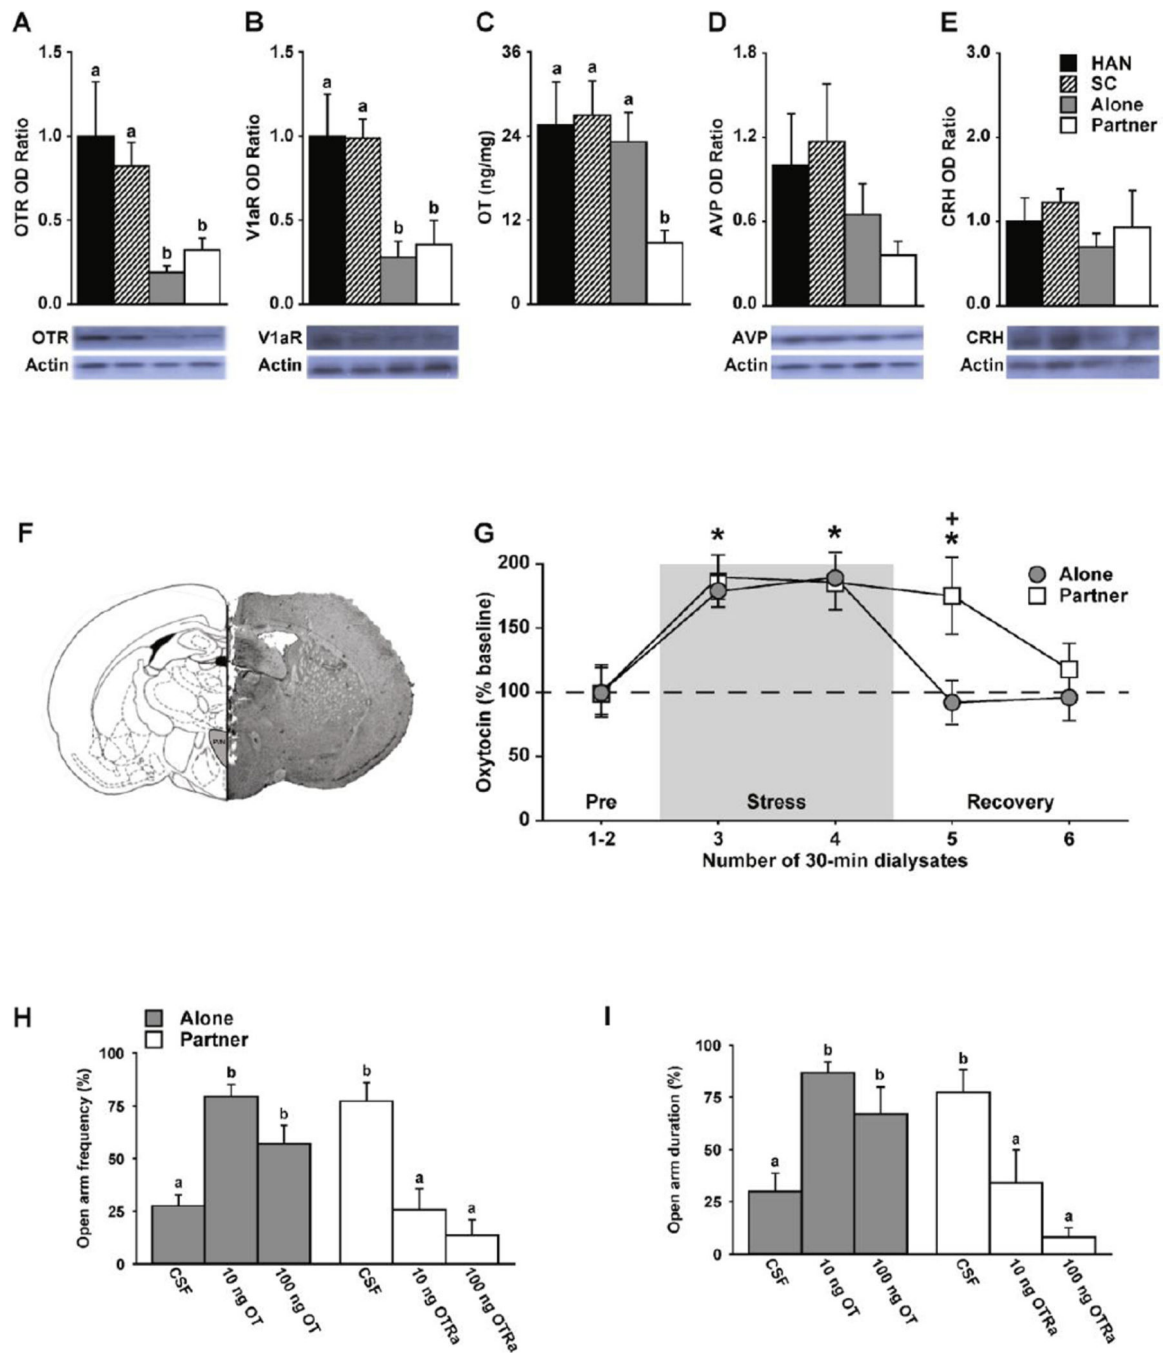 A
B
C
D
E
1.5
1.0
0.5
0.0
OTR OD Ratio
a
a
b
b
OTR
Actin
1.5
1.0
0.5
0.0
V1aR OD Ratio
a
a
b
b
V1aR
Actin
36
24
12
0
OT (ng/mg)
a
a
a
b
1.8
1.2
0.6
0.0
AVP OD Ratio
AVP
Actin
3.0
2.0
1.0
0.0
CRH OD Ratio
HAN
SC
Alone
Partner
CRH
Actin
F
PVN
G
200
150
100
50
0
Oxytocin (% baseline)
*
*
+
*
Alone
Partner
Pre
Stress
Recovery
1-2
3
4
5
6
Number of 30-min dialysates
H
Alone
Partner
100
75
50
25
0
Open arm frequency (%)
a
b
b
b
a
a
CSF
10 ng OT
100 ng OT
CSF
10 ng OTRa
100 ng OTRa
I
100
75
50
25
0
Open arm duration (%)
a
b
b
b
a
a
CSF
10 ng OT
100 ng OT
CSF
10 ng OTRa
100 ng OTRa